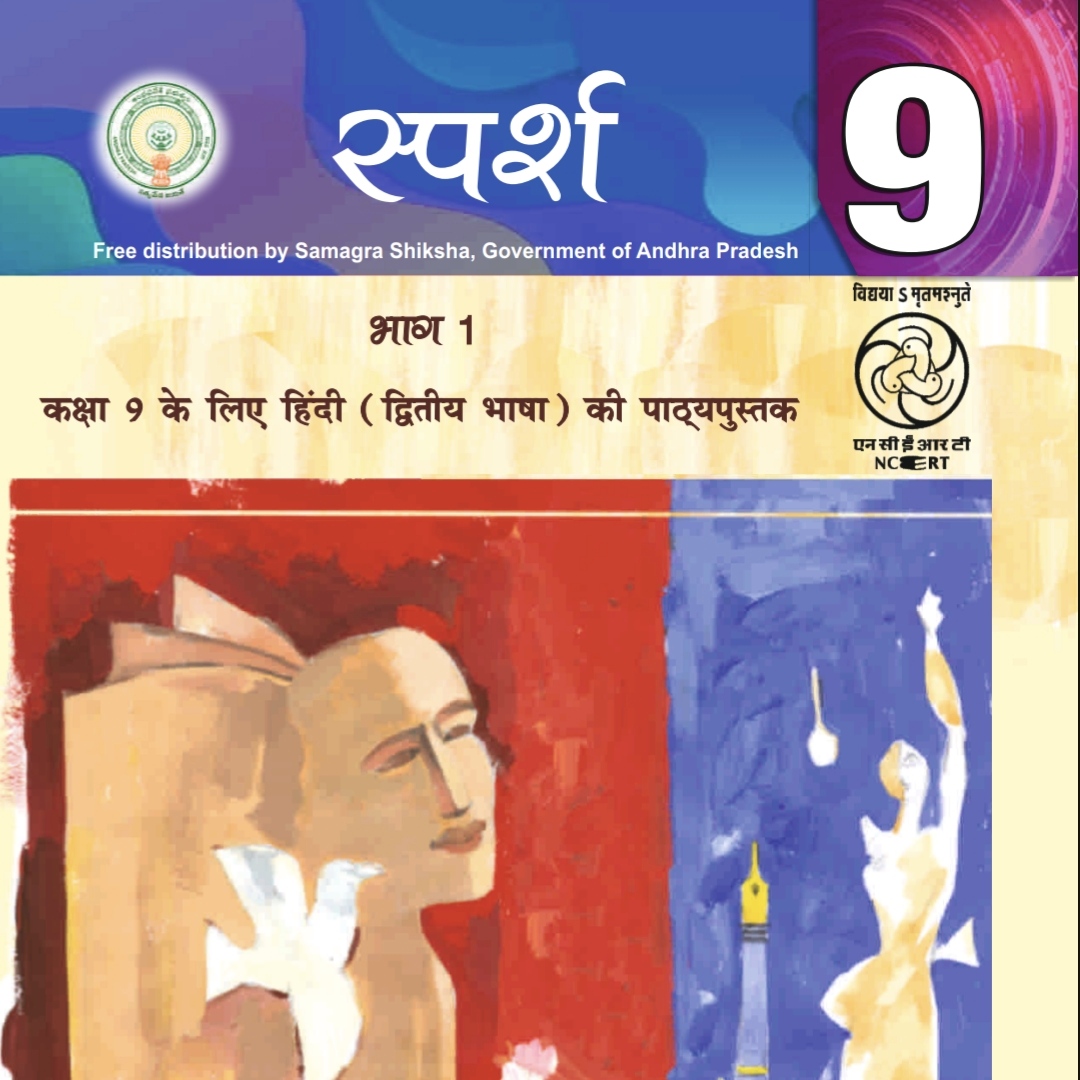 स्पर्श
9
Free distribution by Samagra Shiksha, Government of Andhra Pradesh
विद्यया ऽ मृतमश्नुते
भाग 1
कक्षा 9 के लिए हिंदी ( द्वितीय भाषा ) की पाठ्यपुस्तक
एन सी ई आर टी
NCERT